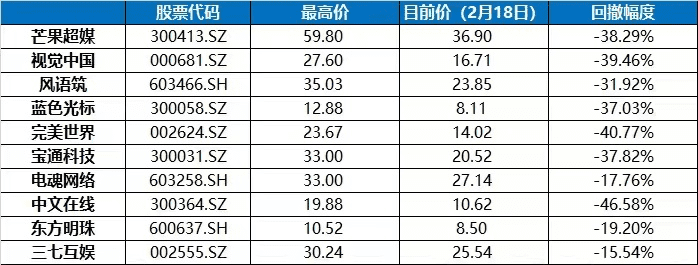 股票代码 最高价 目前价（2月18日） 回撤幅度
芒果超媒 300413.SZ 59.80 36.90 -38.29%
视觉中国 000681.SZ 27.60 16.71 -39.46%
风语筑 603466.SH 35.03 23.85 -31.92%
蓝色光标 300058.SZ 12.88 8.11 -37.03%
完美世界 002624.SZ 23.67 14.02 -40.77%
宝通科技 300031.SZ 33.00 20.52 -37.82%
电魂网络 603258.SH 33.00 27.14 -17.76%
中文在线 300364.SZ 19.88 10.62 -46.58%
东方明珠 600637.SH 10.52 8.50 -19.20%
三七互娱 002555.SZ 30.24 25.54 -15.54%